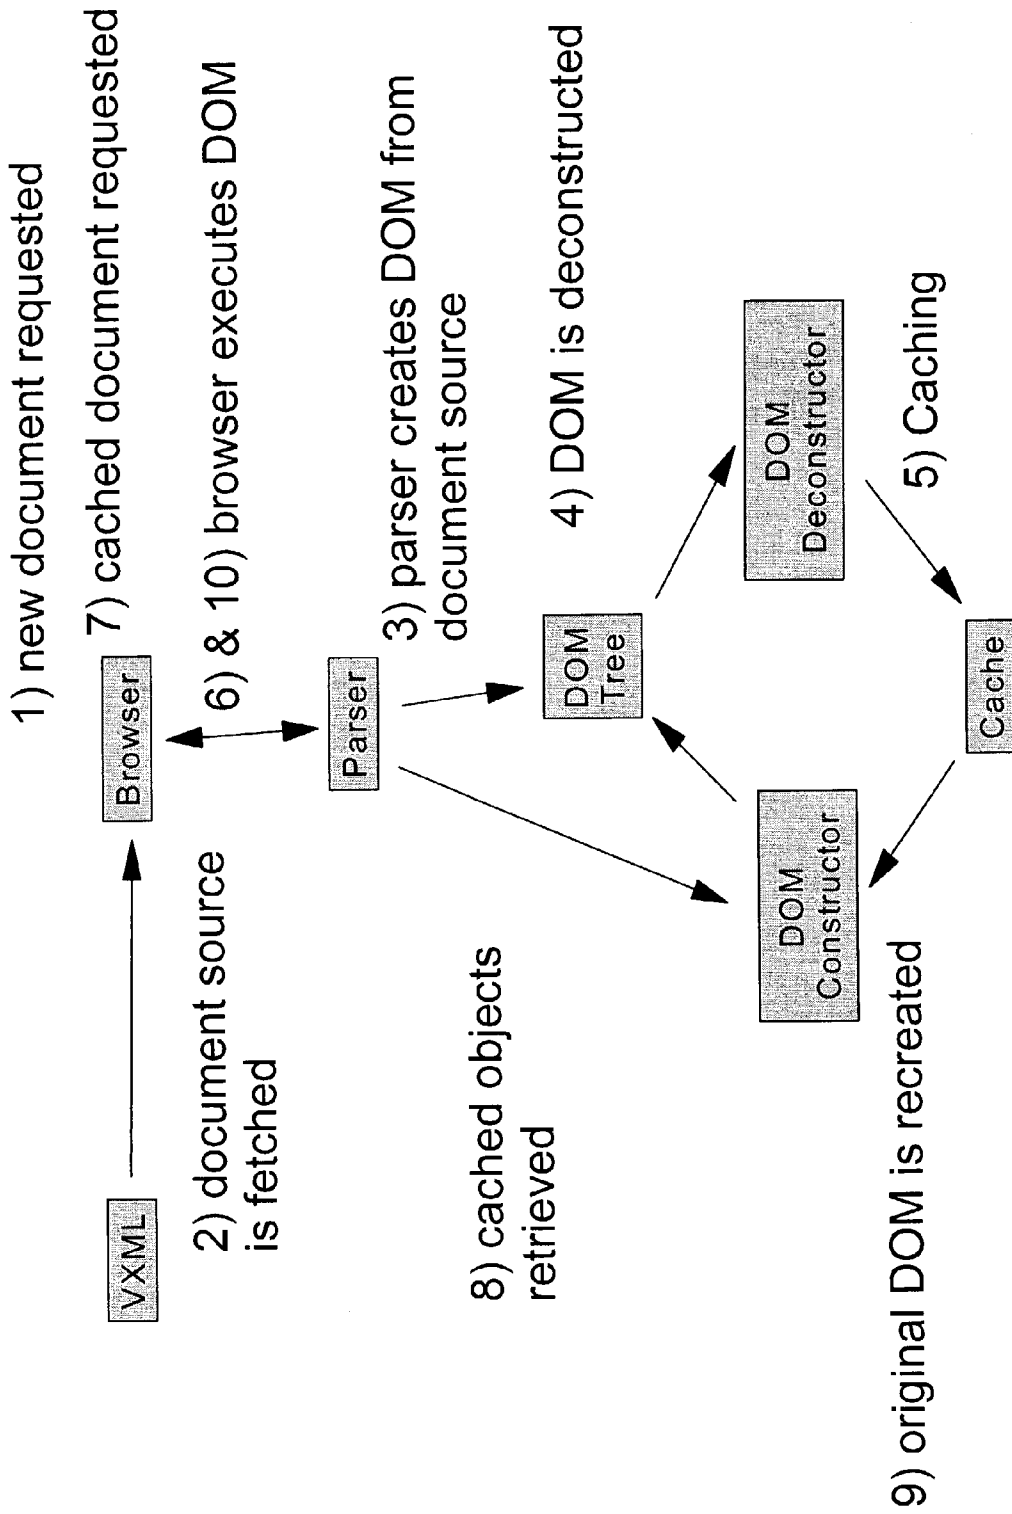 1) new document requested
7) cached document requested
VXML
Browser
2) document source
is fetched
6) & 10) browser executes DOM
Parser
3) parser creates DOM from
document source
8) cached objects
retrieved
DOM
Tree
4) DOM is deconstructed
DOM
Constructor
DOM
Deconstructor
9) original DOM is recreated
5) Caching
Cache